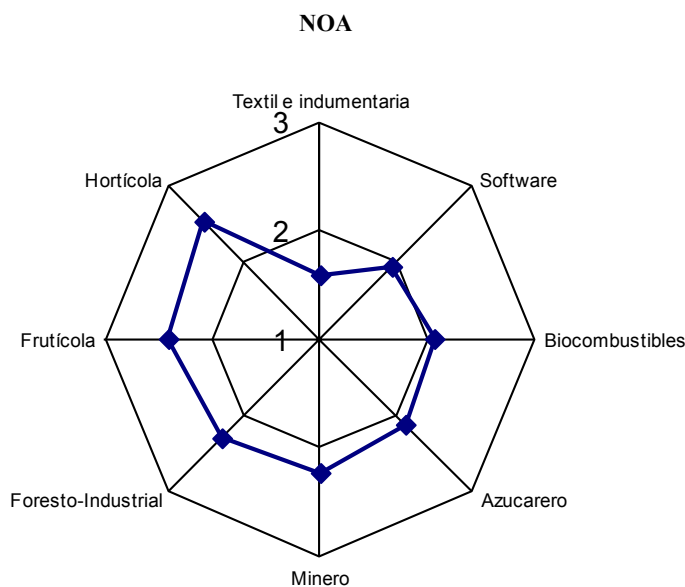 NOA
Textil e indumentaria
3
Hortícola
Software
2
Frutícola
1
Biocombustibles
Foresto-Industrial
Azucarero
Minero